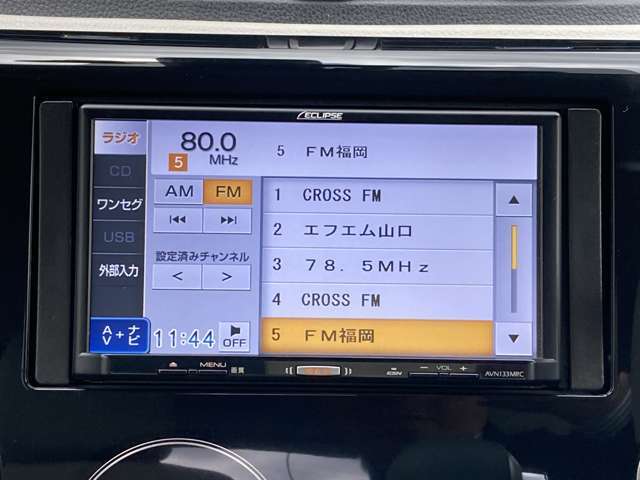 ECLIPSE
ラジオ
CD
ワンセグ
USB
外部入力
AV+ナビ
80.0
5 MHz
AM FM
設定済みチャンネル
< >
11:44
OFF
5 FM福岡
1 CROSS FM
2 エフエム山口
3 78.5MHz
4 CROSS FM
5 FM福岡
MENU 画質
− VOL +
AVN133MRC